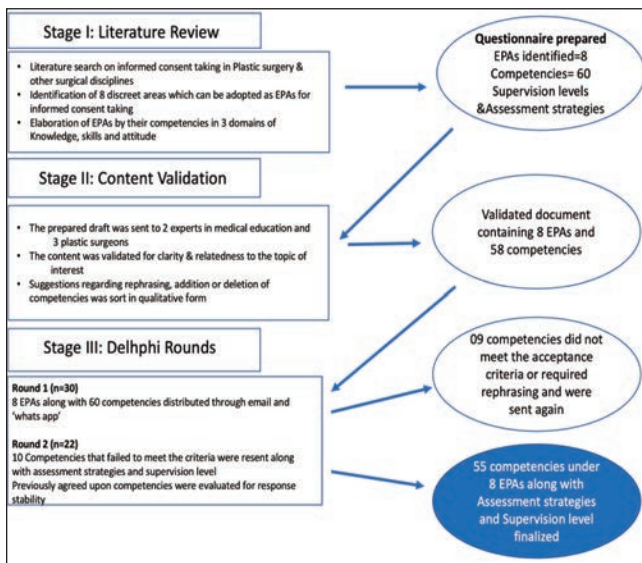 Stage I: Literature Review
• Literature search on informed consent taking in Plastic surgery &
other surgical disciplines
• Identification of 8 discreet areas which can be adopted as EPAs for
informed consent taking
• Elaboration of EPAs by their competencies in 3 domains of
Knowledge, skills and attitude
Questionnaire prepared
EPAs identified=8
Competencies= 60
Supervision levels
&Assessment strategies
Stage II: Content Validation
• The prepared draft was sent to 2 experts in medical education and
3 plastic surgeons
• The content was validated for clarity & relatedness to the topic of
interest
• Suggestions regarding rephrasing, addition or deletion of
competencies was sort in qualitative form
Validated document
containing 8 EPAs and
58 competencies
Stage III: Delhphi Rounds
Round 1 (n=30)
8 EPAs along with 60 competencies distributed through email and
‘whats app’
Round 2 (n=22)
10 Competencies that failed to meet the criteria were resent along
with assessment strategies and supervision level
Previously agreed upon competencies were evaluated for response
stability
09 competencies did not
meet the acceptance
criteria or required
rephrasing and were
sent again
55 competencies under
8 EPAs along with
Assessment strategies
and Supervision level
finalized